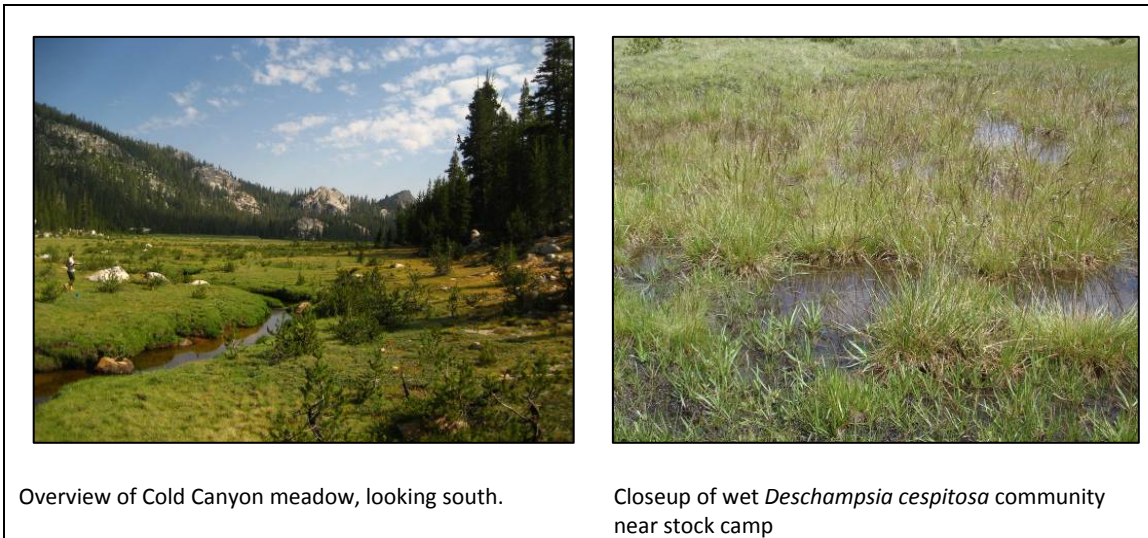 Overview of Cold Canyon meadow, looking south.
Closeup of wet Deschampsia cespitosa community
near stock camp